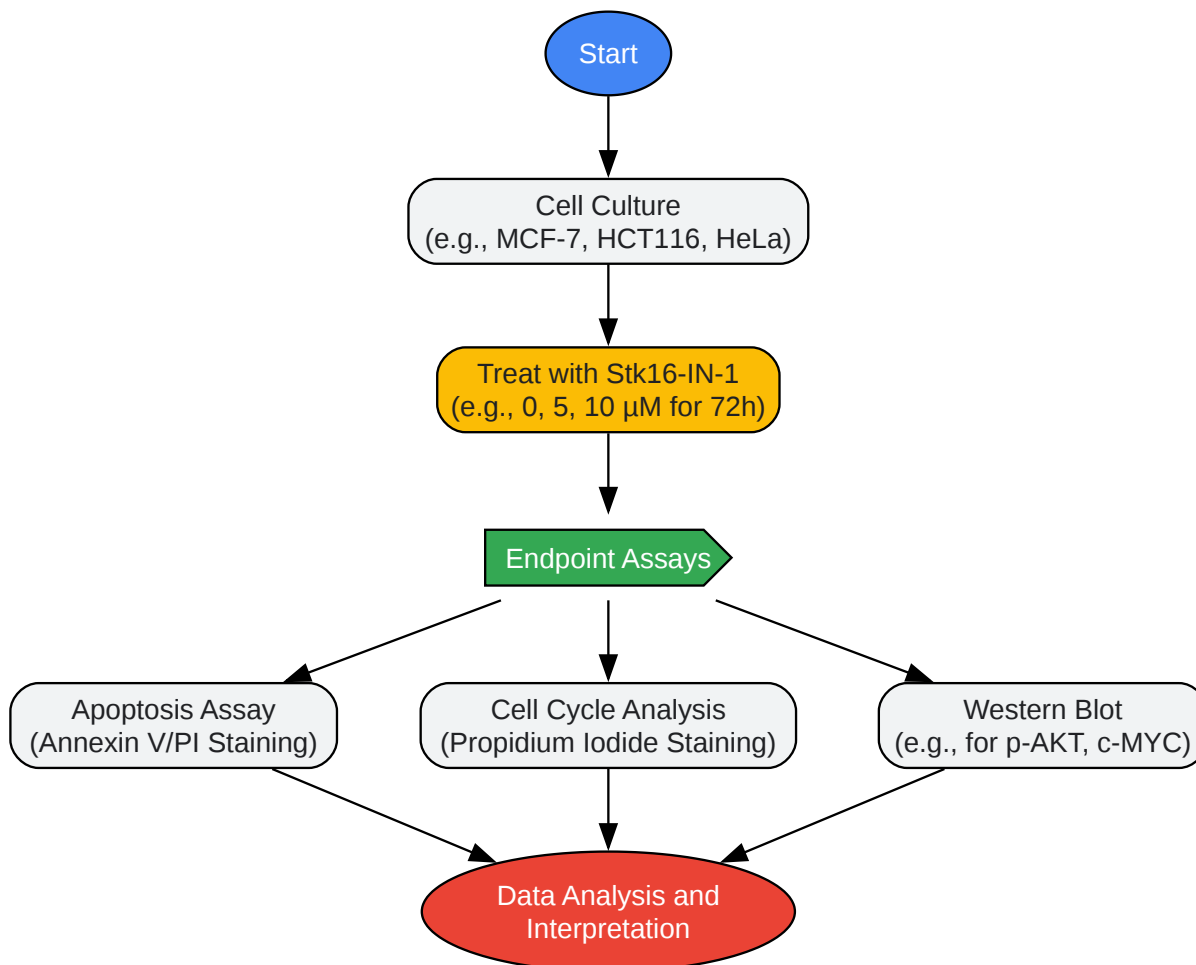 Start
Cell Culture
(e.g., MCF-7, HCT116, HeLa)
Treat with Stk16-IN-1
(e.g., 0, 5, 10 µM for 72h)
Endpoint Assays
Apoptosis Assay
(Annexin V/PI Staining)
Cell Cycle Analysis
(Propidium Iodide Staining)
Western Blot
(e.g., for p-AKT, c-MYC)
Data Analysis and
Interpretation